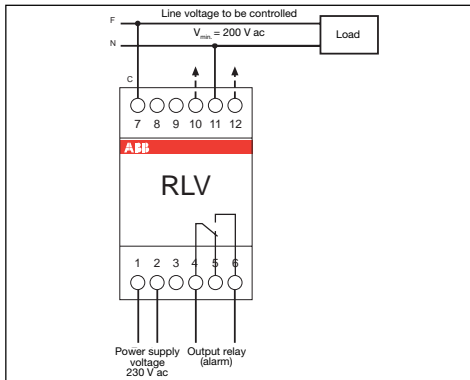 F
Line voltage to be controlled
N
Vmin. = 200 V ac
Load
C
7 8 9 10 11 12
ABB
RLV
1 2 3 4 5 6
Power supply
voltage
230 V ac
Output relay
(alarm)